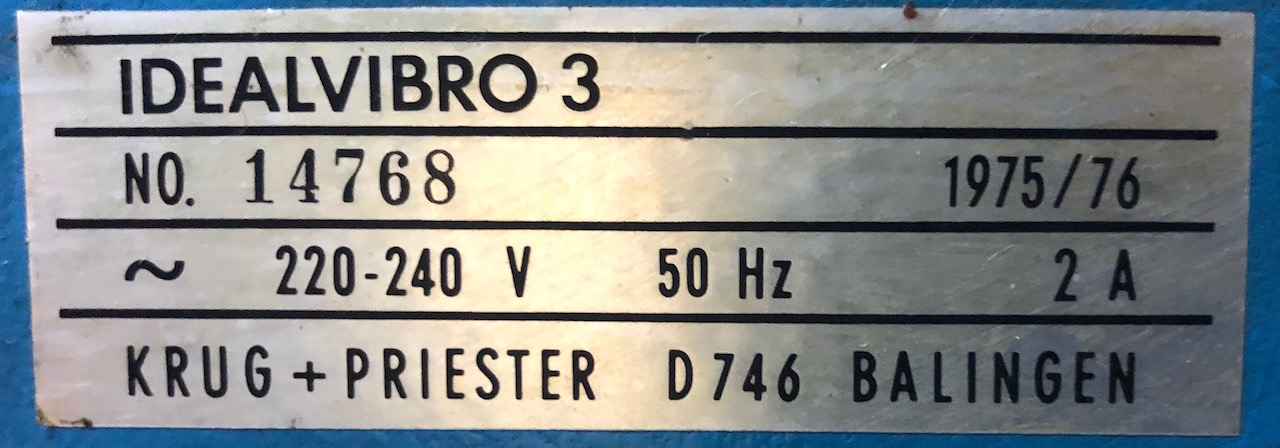 IDEALVIBRO 3
NO. 14768 1975/76
~ 220-240 V 50 Hz 2 A
KRUG + PRIESTER D 746 BALINGEN